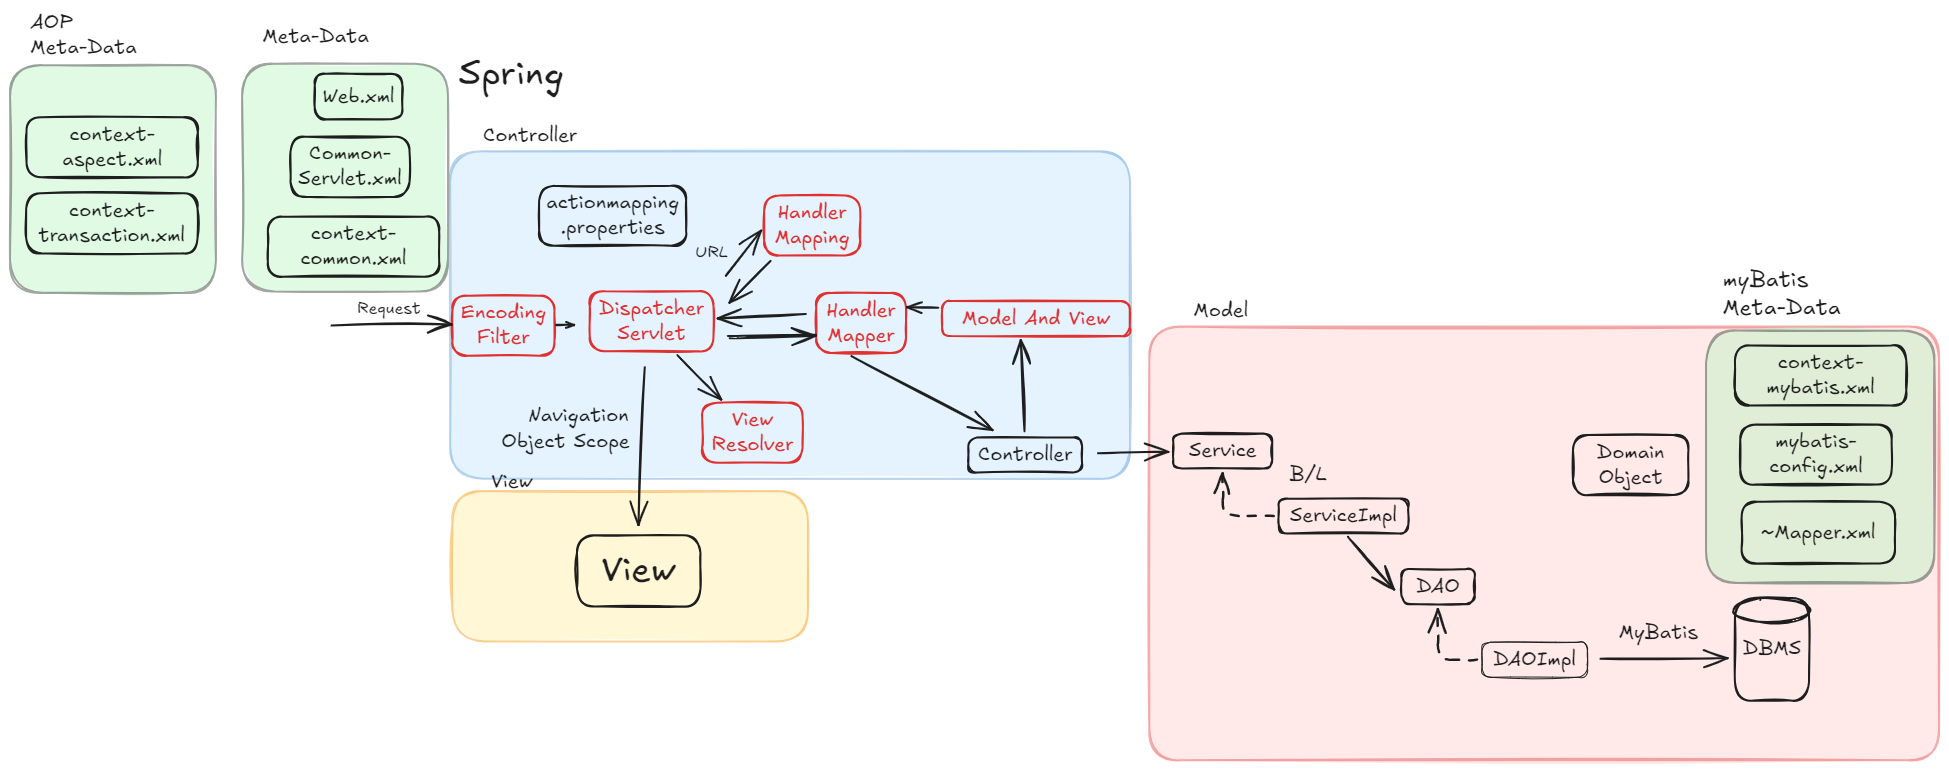 AOP
Meta-Data
context-
aspect.xml
context-
transaction.xml
Meta-Data
Web.xml
Common-
Servlet.xml
context-
common.xml
Spring
Controller
actionmapping
.properties
Handler
Mapping
URL
Request
Encoding
Filter
Dispatcher
Servlet
Handler
Mapper
Model And View
Navigation
Object Scope
View
Resolver
Controller
View
View
Model
Service
B/L
ServiceImpl
DAO
DAOImpl
MyBatis
DBMS
Domain
Object
myBatis
Meta-Data
context-
mybatis.xml
mybatis-
config.xml
~Mapper.xml